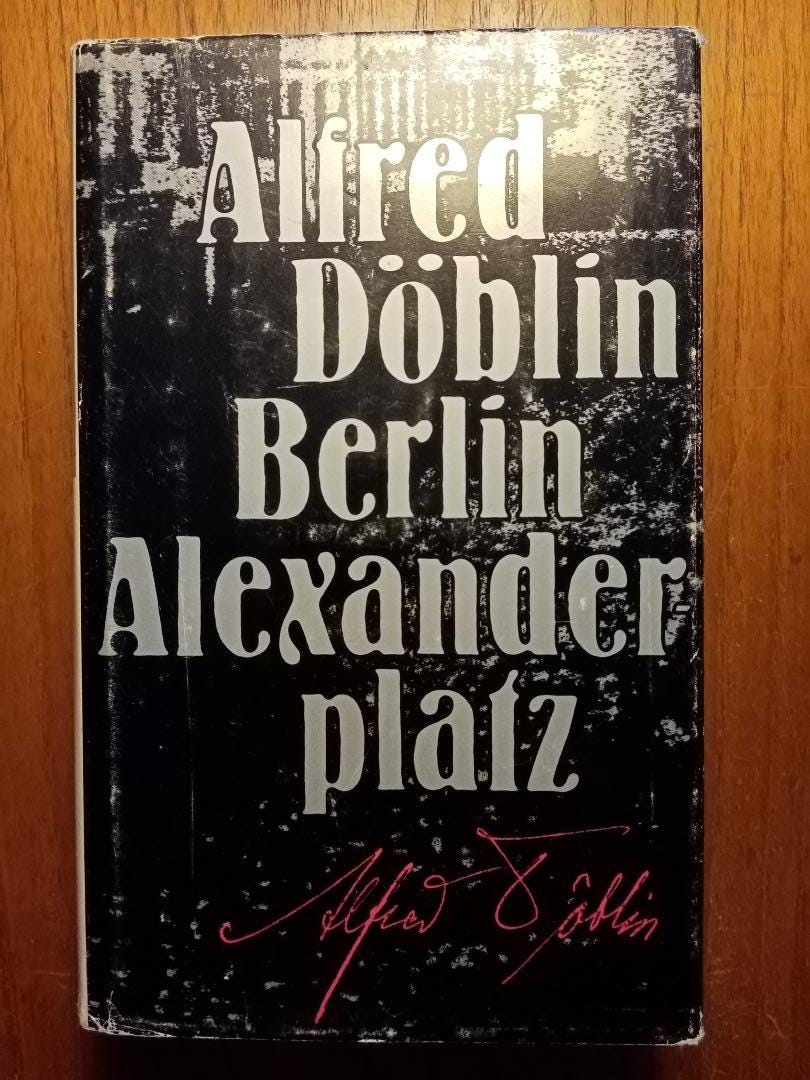 Alfred
Döblin
Berlin
Alexander-
platz
Alfred Döblin